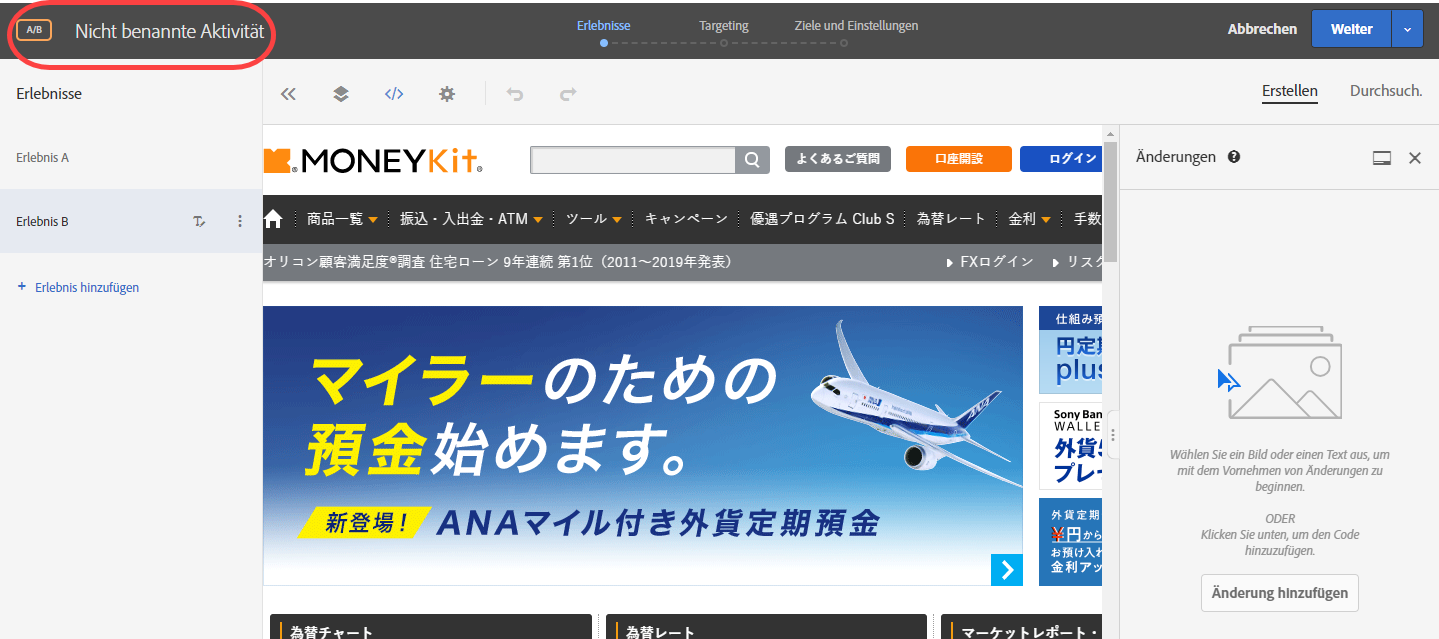 A/B Nicht benannte Aktivität Erlebnisse Targeting Ziele und Einstellungen Abbrechen Weiter
Erlebnisse
Erstellen Durchsuch.
Erlebnis A
Erlebnis B
+ Erlebnis hinzufügen
MONEYKit よくあるご質問 口座開設 ログイン
商品一覧 振込・入出金・ATM ツール キャンペーン 優遇プログラム Club S 為替レート 金利 手数
オリコン顧客満足度®調査 住宅ローン 9年連続 第1位（2011～2019年発表） FXログイン リスク
マイラーのための
預金始めます。
新登場！ ANAマイル付き外貨定期預金
ANA
仕組み預
円定期
plus
Sony Ban
WALLE
外貨
プレー
外貨定期
円から
お預け入れ
金利アッ
為替チャート 為替レート マーケットレポート・
Änderungen
Wählen Sie ein Bild oder einen Text aus, um
mit dem Vornehmen von Änderungen zu
beginnen.
ODER
Klicken Sie unten, um den Code
hinzuzufügen.
Änderung hinzufügen